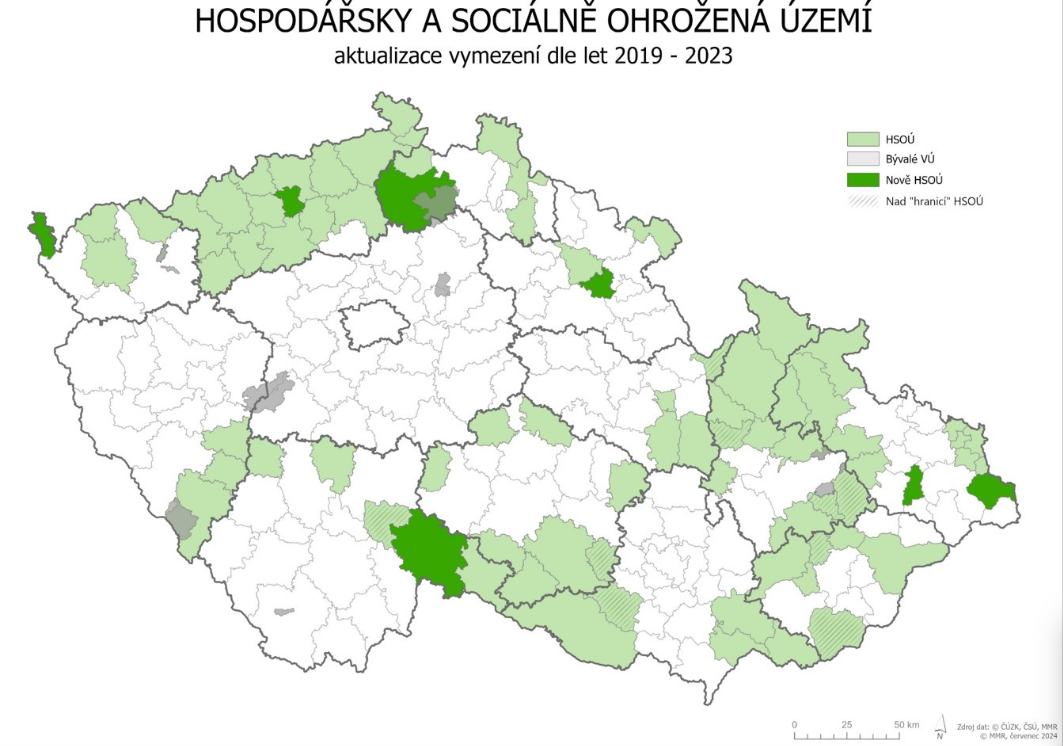 HOSPODÁŘSKY A SOCIÁLNĚ OHROŽENÁ ÚZEMÍ
aktualizace vymezení dle let 2019 - 2023
HSOÚ
Bývalé VÚ
Nově HSOÚ
Nad "hranicí" HSOÚ
0 25 50 km
N
Zdroj dat: © ČÚZK, ČSÚ, MMR
© MMR, červenec 2024